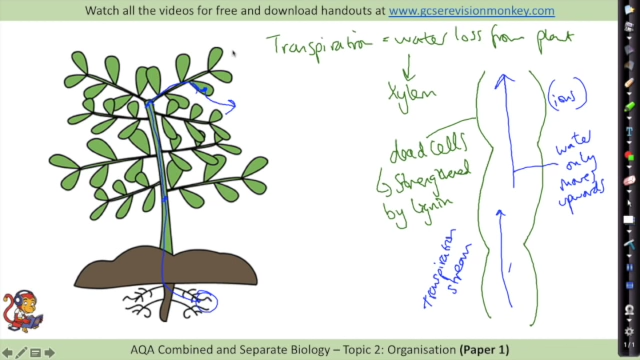 Watch all the videos for free and download handouts at www.gcserevisionmonkey.com
Transpiration = water loss from plant
Xylem
(ions)
dead cells
↳ strengthened
by lignin
water
only
moves
upwards
transpiration
stream
AQA Combined and Separate Biology – Topic 2: Organisation (Paper 1)
1/1